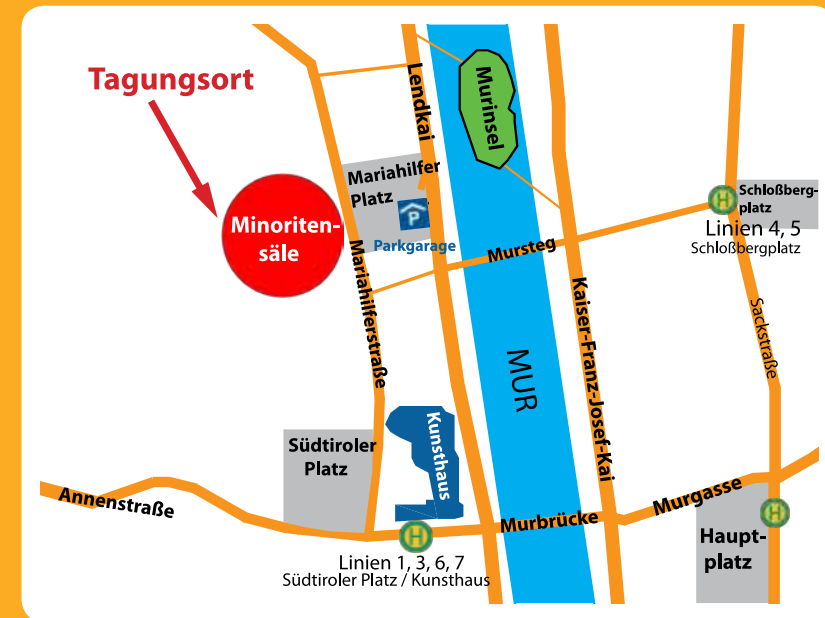 Tagungsort
Lendkai
Murinsel
Mariahilfer
Platz
P
Parkgarage
Minoriten-
säle
Schloßberg-
platz
H
Linien 4, 5
Schloßbergplatz
Mursteg
Mariahilferstraße
Kaiser-Franz-Josef-Kai
Sackstraße
MUR
Kunsthaus
Südtiroler
Platz
Annenstraße
Murbrücke
Murgasse
H
Haupt-
platz
H
Linien 1, 3, 6, 7
Südtiroler Platz / Kunsthaus